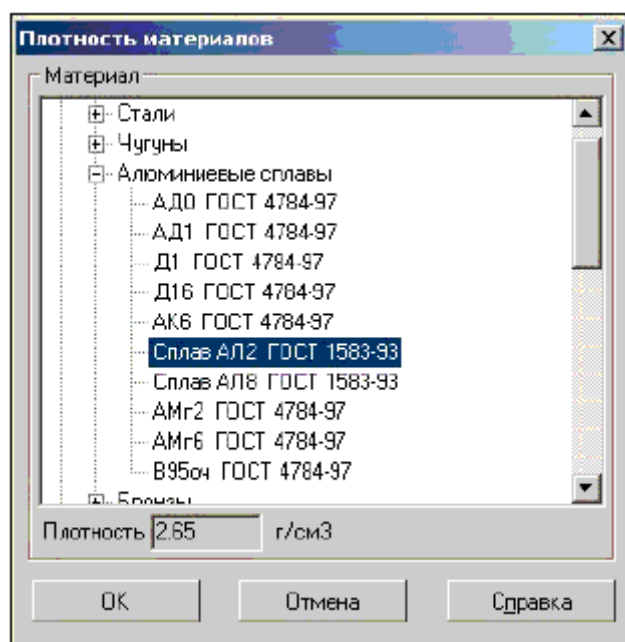 Плотность материалов
Материал
Стали
Чугуны
Алюминиевые сплавы
АД0 ГОСТ 4784-97
АД1 ГОСТ 4784-97
Д1 ГОСТ 4784-97
Д16 ГОСТ 4784-97
АК6 ГОСТ 4784-97
Сплав АЛ2 ГОСТ 1583-93
Сплав АЛ8 ГОСТ 1583-93
АМг2 ГОСТ 4784-97
АМг6 ГОСТ 4784-97
В95оч ГОСТ 4784-97
Бронзы
Плотность 2.65 г/см3
OK Отмена Справка